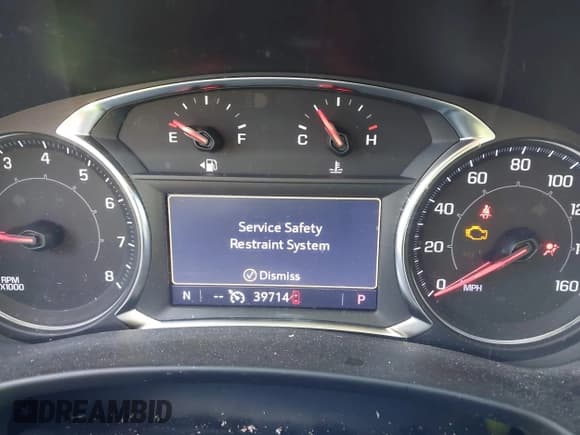 E F
C H
3 4 5 6 7 8
RPM
X1000
Service Safety
Restraint System
Dismiss
N -- 39714 P
0 20 40 60 80 100 160
MPH
DREAMBID